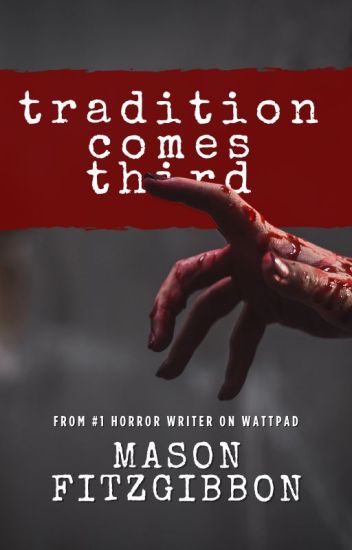 tradition
comes
third
FROM #1 HORROR WRITER ON WATTPAD
MASON
FITZGIBBON